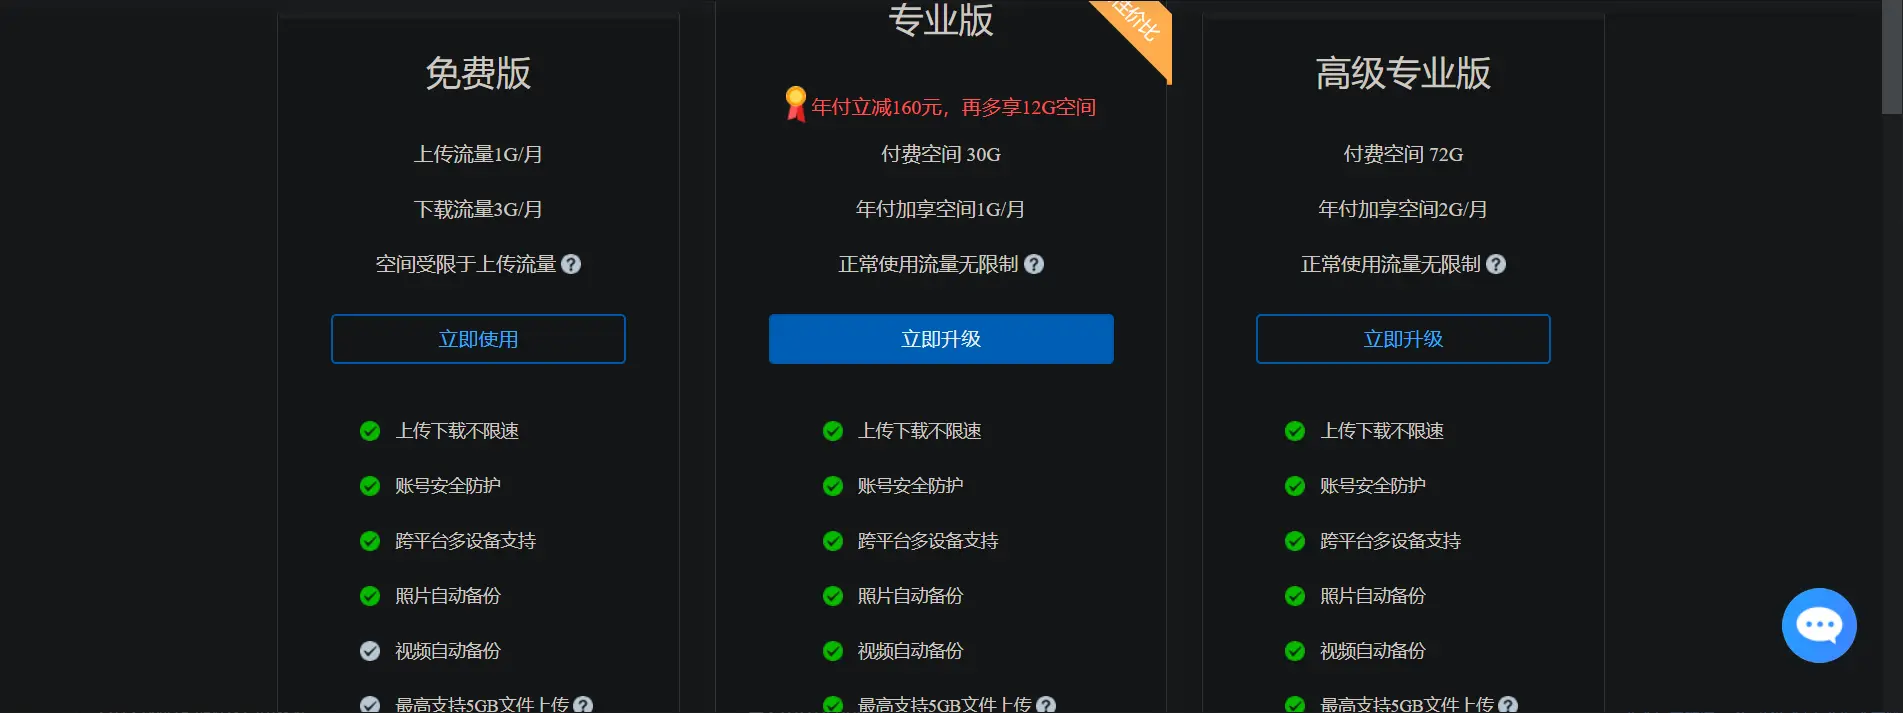 免费版
上传流量1G/月
下载流量3G/月
空间受限于上传流量
立即使用
上传下载不限速
账号安全防护
跨平台多设备支持
照片自动备份
视频自动备份
最高支持5GB文件上传
专业版
性价比
年付立减160元，再多享12G空间
付费空间 30G
年付加享空间1G/月
正常使用流量无限制
立即升级
上传下载不限速
账号安全防护
跨平台多设备支持
照片自动备份
视频自动备份
最高支持5GB文件上传
高级专业版
付费空间 72G
年付加享空间2G/月
正常使用流量无限制
立即升级
上传下载不限速
账号安全防护
跨平台多设备支持
照片自动备份
视频自动备份
最高支持5GB文件上传